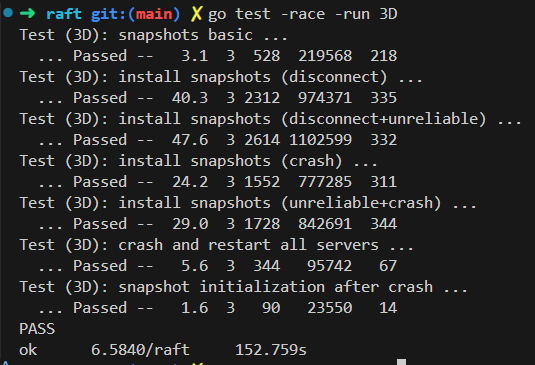 ➜ raft git:(main) ✗ go test -race -run 3D
Test (3D): snapshots basic ...
  ... Passed --   3.1  3  528  219568  218
Test (3D): install snapshots (disconnect) ...
  ... Passed --  40.3  3 2312  974371  335
Test (3D): install snapshots (disconnect+unreliable) ...
  ... Passed --  47.6  3 2614 1102599  332
Test (3D): install snapshots (crash) ...
  ... Passed --  24.2  3 1552  777285  311
Test (3D): install snapshots (unreliable+crash) ...
  ... Passed --  29.0  3 1728  842691  344
Test (3D): crash and restart all servers ...
  ... Passed --   5.6  3  344   95742   67
Test (3D): snapshot initialization after crash ...
  ... Passed --   1.6  3   90   23550   14
PASS
ok      6.5840/raft     152.759s